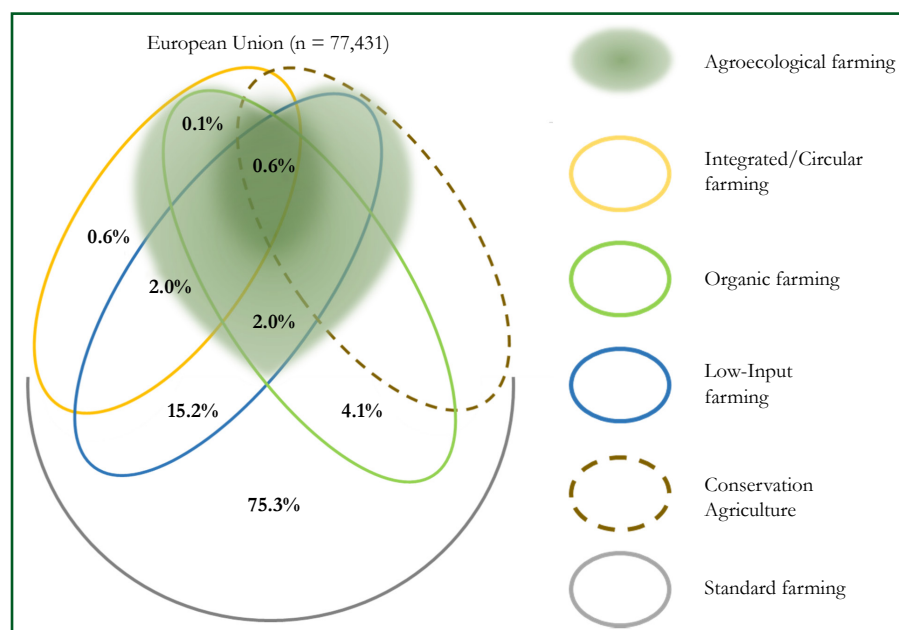 European Union (n = 77,431)
0.1%
0.6%
0.6%
2.0%
2.0%
15.2%
4.1%
75.3%
Agroecological farming
Integrated/Circular
farming
Organic farming
Low-Input
farming
Conservation
Agriculture
Standard farming